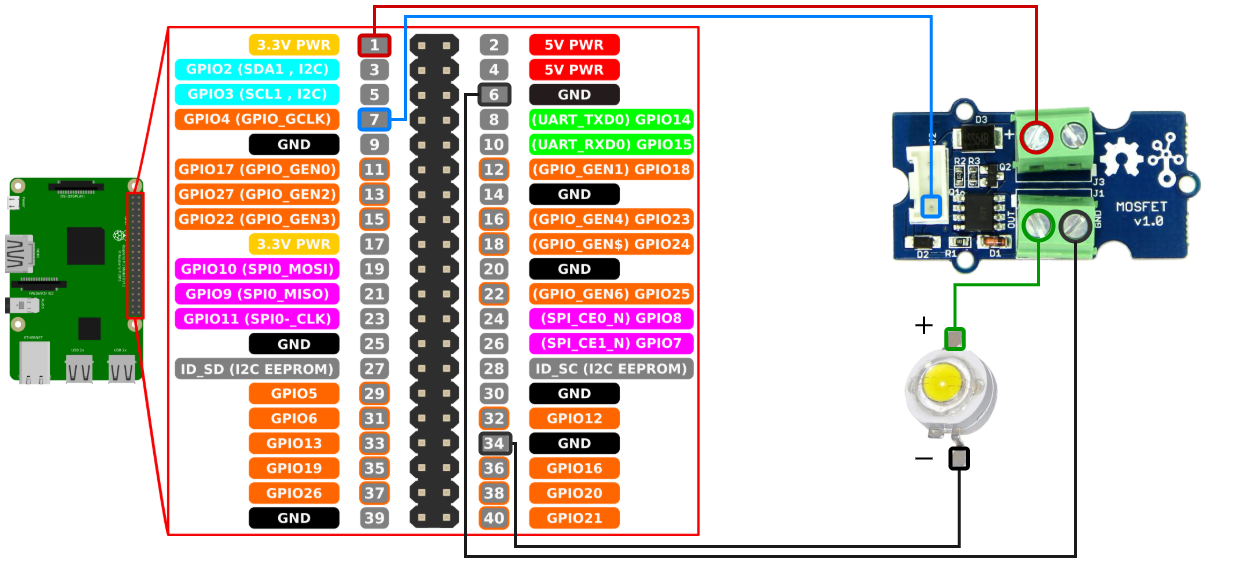 3.3V PWR 1 2 5V PWR
GPIO2 (SDA1 , I2C) 3 4 5V PWR
GPIO3 (SCL1 , I2C) 5 6 GND
GPIO4 (GPIO_GCLK) 7 8 (UART_TXD0) GPIO14
GND 9 10 (UART_RXD0) GPIO15
GPIO17 (GPIO_GEN0) 11 12 (GPIO_GEN1) GPIO18
GPIO27 (GPIO_GEN2) 13 14 GND
GPIO22 (GPIO_GEN3) 15 16 (GPIO_GEN4) GPIO23
3.3V PWR 17 18 (GPIO_GEN$) GPIO24
GPIO10 (SPI0_MOSI) 19 20 GND
GPIO9 (SPI0_MISO) 21 22 (GPIO_GEN6) GPIO25
GPIO11 (SPI0-_CLK) 23 24 (SPI_CE0_N) GPIO8
GND 25 26 (SPI_CE1_N) GPIO7
ID_SD (I2C EEPROM) 27 28 ID_SC (I2C EEPROM)
GPIO5 29 30 GND
GPIO6 31 32 GPIO12
GPIO13 33 34 GND
GPIO19 35 36 GPIO16
GPIO26 37 38 GPIO20
GND 39 40 GPIO21
D3
+ −
J2
R2 R3 Q2
Q1
J3
J1
OUT
GND
MOSFET
v1.0
D2 R1 D1
+
−
USB 2x
USB 2x